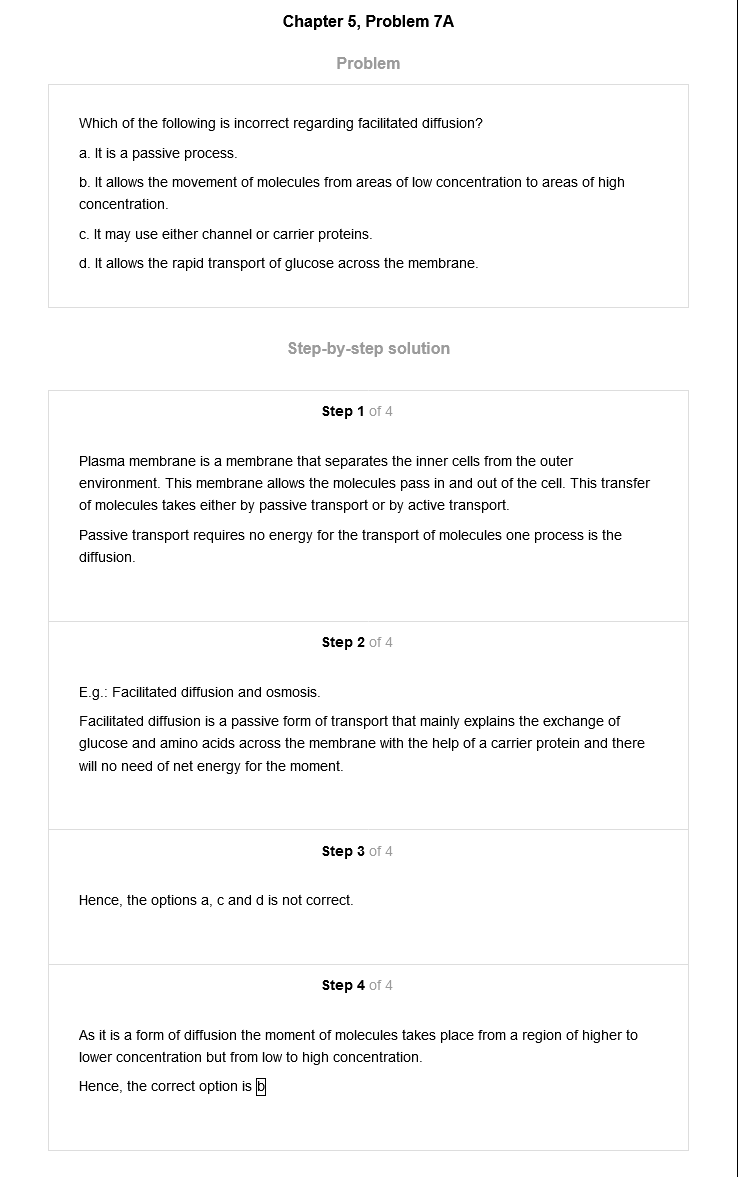 Chapter 5, Problem 7A
Problem
Which of the following is incorrect regarding facilitated diffusion?
a. It is a passive process.
b. It allows the movement of molecules from areas of low concentration to areas of high
concentration.
c. It may use either channel or carrier proteins.
d. It allows the rapid transport of glucose across the membrane.
Step-by-step solution
Step 1 of 4
Plasma membrane is a membrane that separates the inner cells from the outer
environment. This membrane allows the molecules pass in and out of the cell. This transfer
of molecules takes either by passive transport or by active transport.
Passive transport requires no energy for the transport of molecules one process is the
diffusion.
Step 2 of 4
E.g.: Facilitated diffusion and osmosis.
Facilitated diffusion is a passive form of transport that mainly explains the exchange of
glucose and amino acids across the membrane with the help of a carrier protein and there
will no need of net energy for the moment.
Step 3 of 4
Hence, the options a, c and d is not correct.
Step 4 of 4
As it is a form of diffusion the moment of molecules takes place from a region of higher to
lower concentration but from low to high concentration.
Hence, the correct option is b